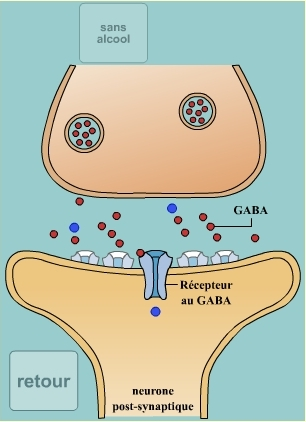 sans
alcool
GABA
Récepteur
au GABA
retour
neurone
post-synaptique